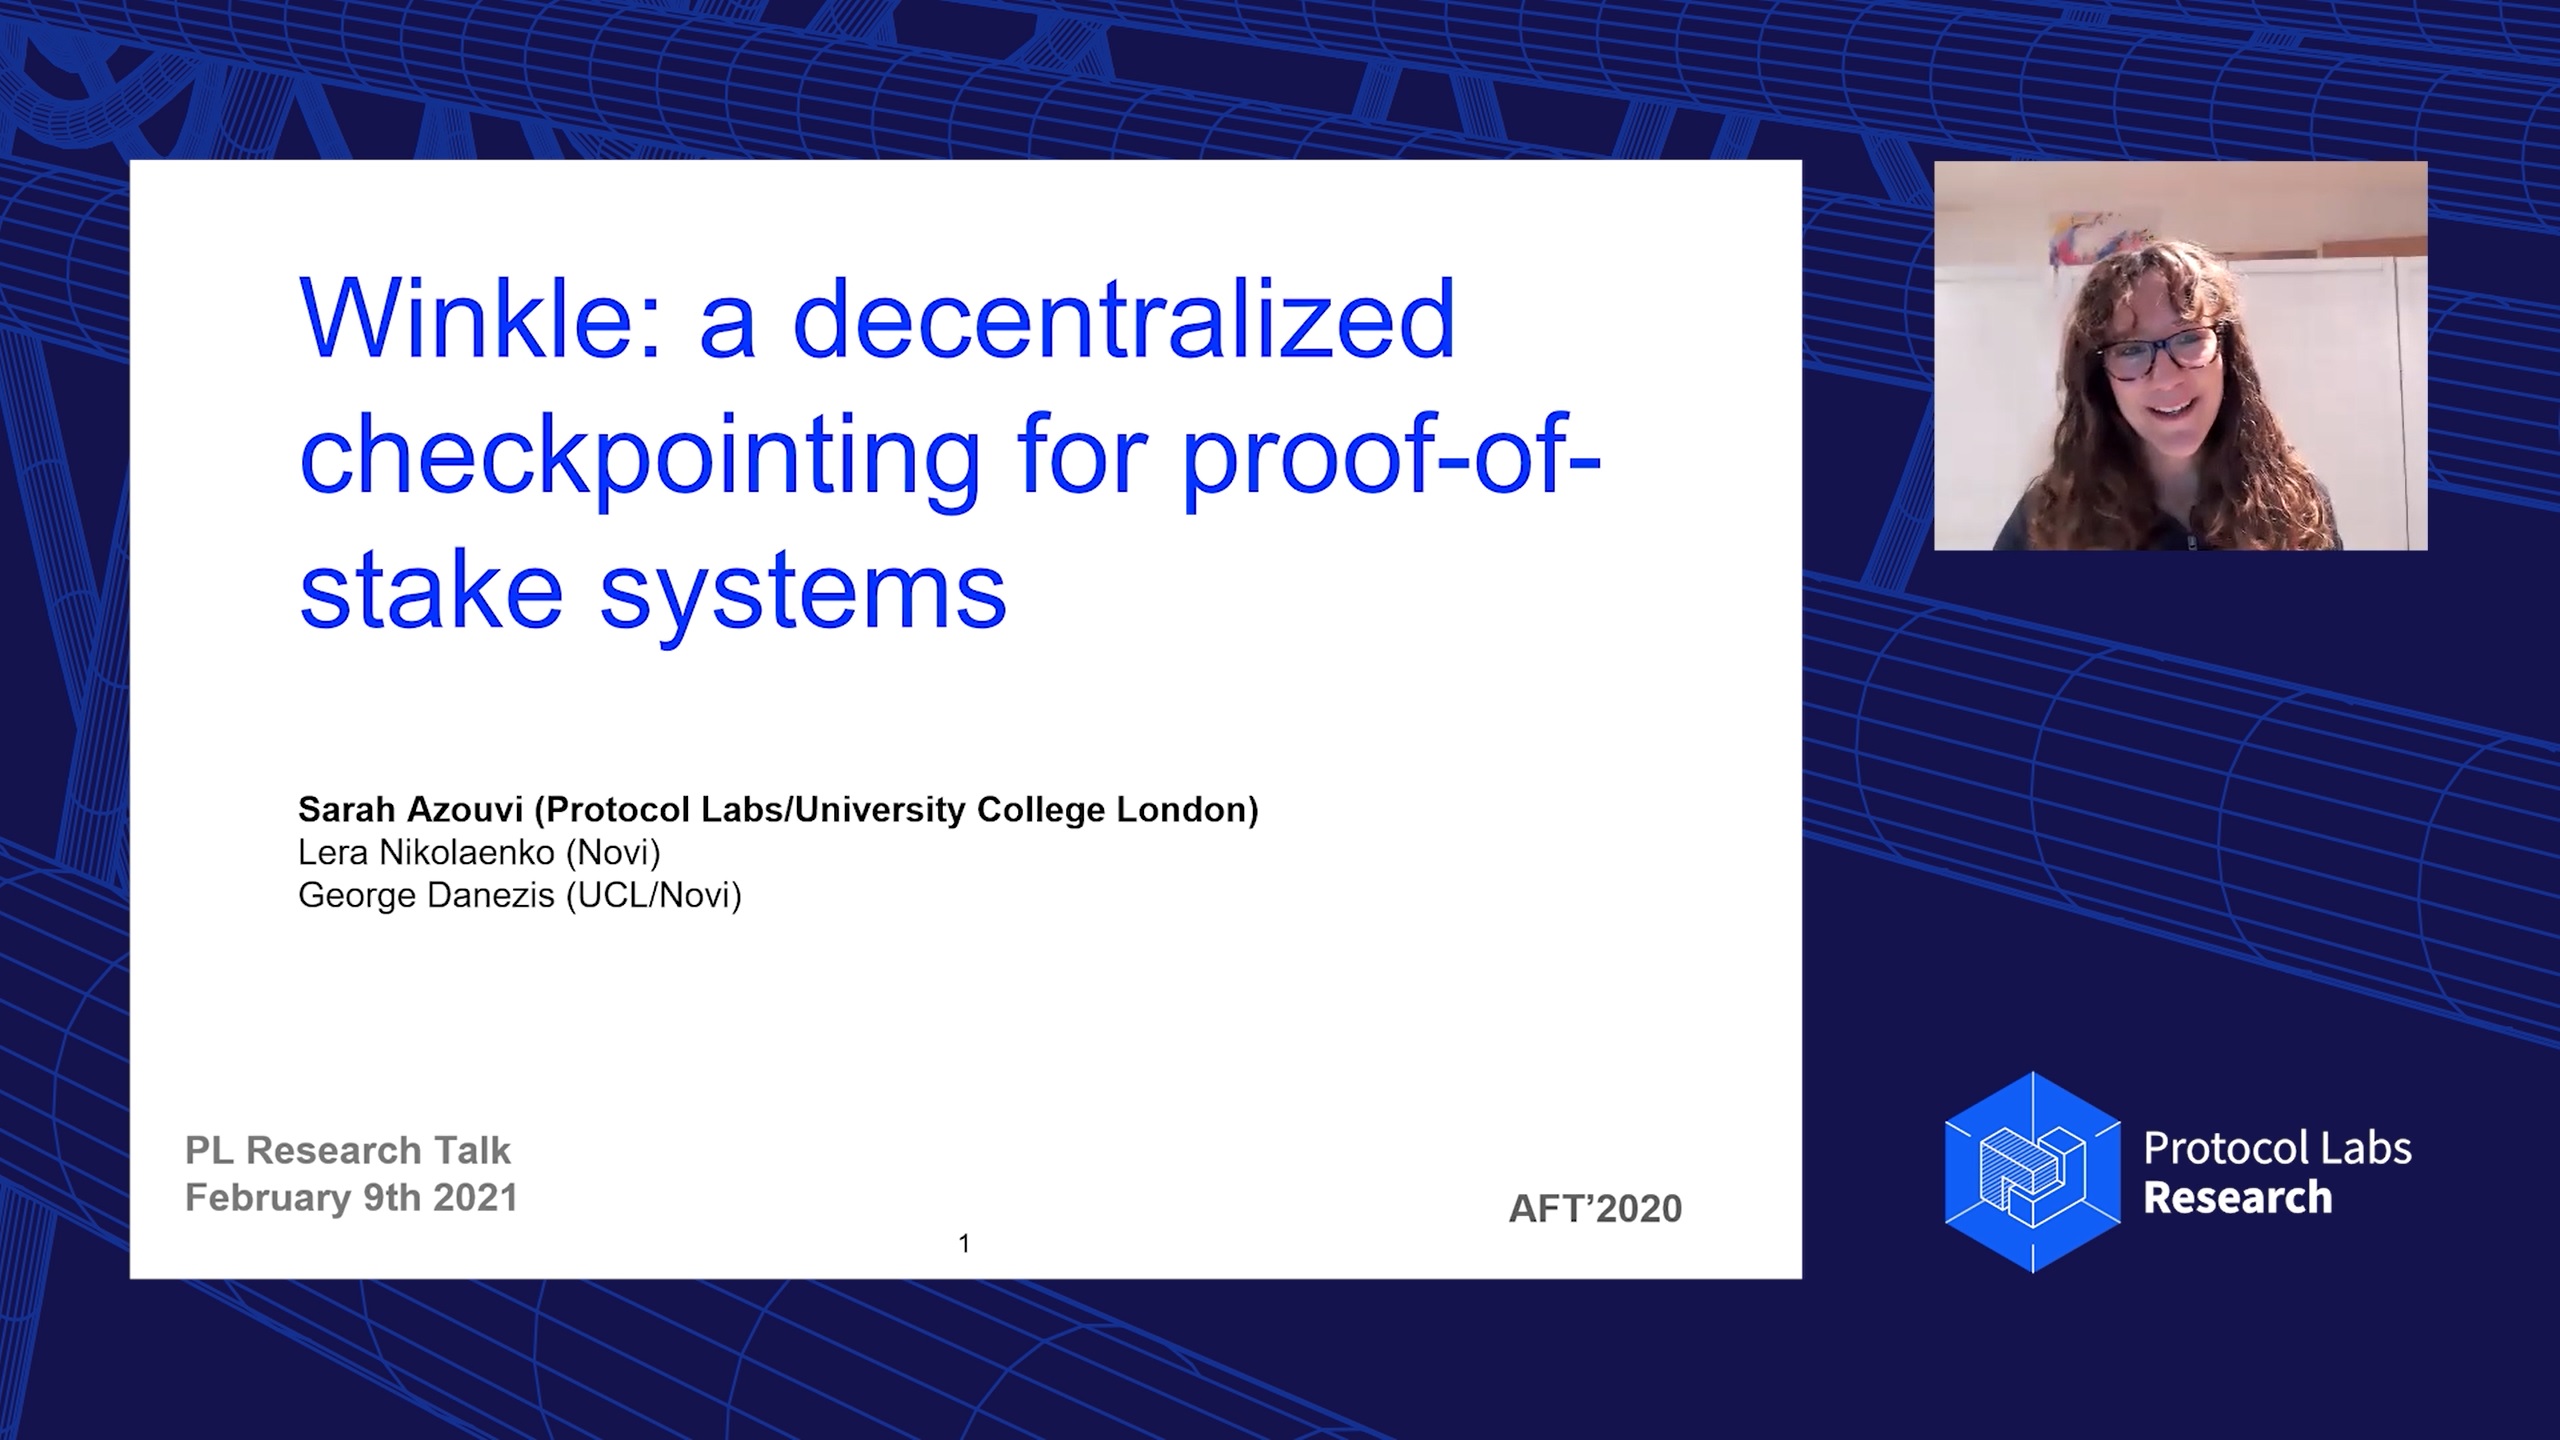 Winkle: a decentralized
checkpointing for proof-of-
stake systems
Sarah Azouvi (Protocol Labs/University College London)
Lera Nikolaenko (Novi)
George Danezis (UCL/Novi)
PL Research Talk
February 9th 2021
AFT’2020
1
Protocol Labs
Research